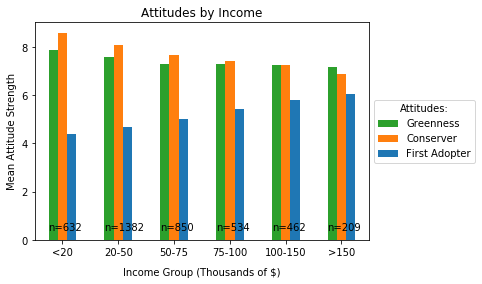 Attitudes by Income
Mean Attitude Strength
8
6
4
2
0
n=632 n=1382 n=850 n=534 n=462 n=209
<20 20-50 50-75 75-100 100-150 >150
Income Group (Thousands of $)
Attitudes:
Greenness
Conserver
First Adopter